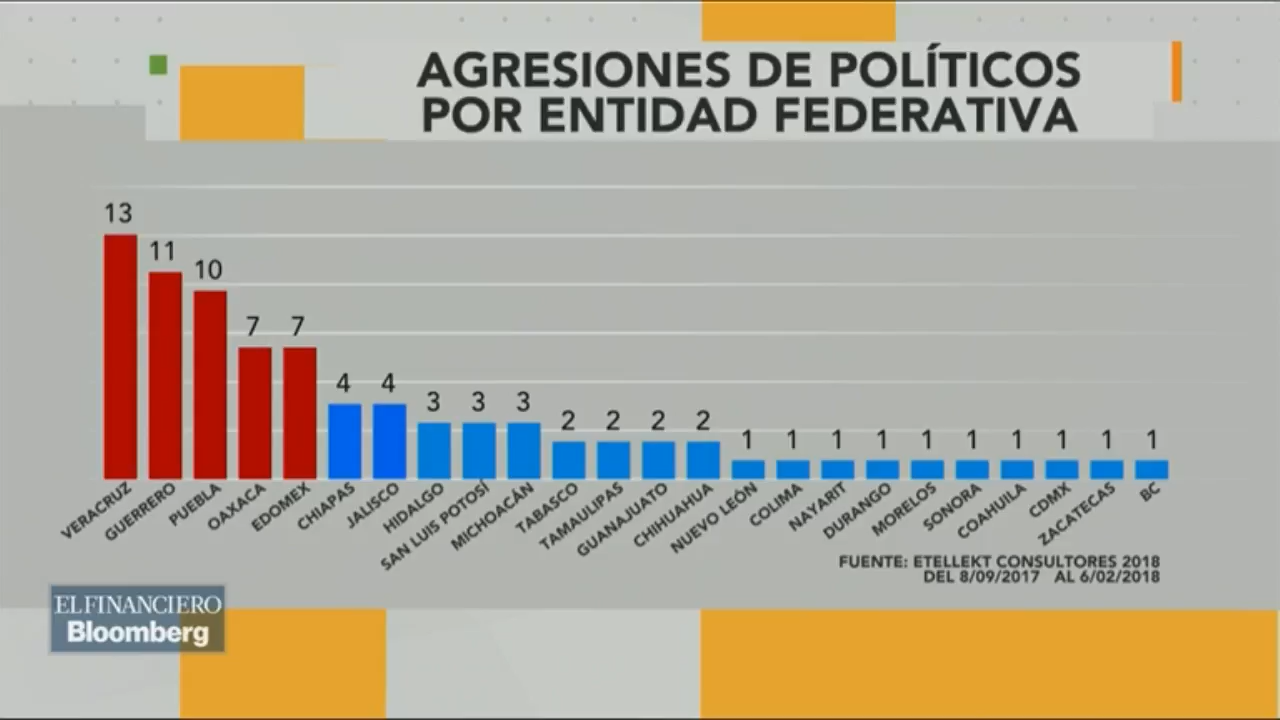 AGRESIONES DE POLÍTICOS
POR ENTIDAD FEDERATIVA
13
11
10
7
7
4
4
3
3
3
2
2
2
2
1
1
1
1
1
1
1
1
1
1
VERACRUZ
GUERRERO
PUEBLA
OAXACA
EDOMEX
CHIAPAS
JALISCO
HIDALGO
SAN LUIS POTOSÍ
MICHOACÁN
TABASCO
TAMAULIPAS
GUANAJUATO
CHIHUAHUA
NUEVO LEÓN
COLIMA
NAYARIT
DURANGO
MORELOS
SONORA
COAHUILA
CDMX
ZACATECAS
BC
FUENTE: ETELLEKT CONSULTORES 2018
DEL 8/09/2017 AL 6/02/2018
EL FINANCIERO
Bloomberg